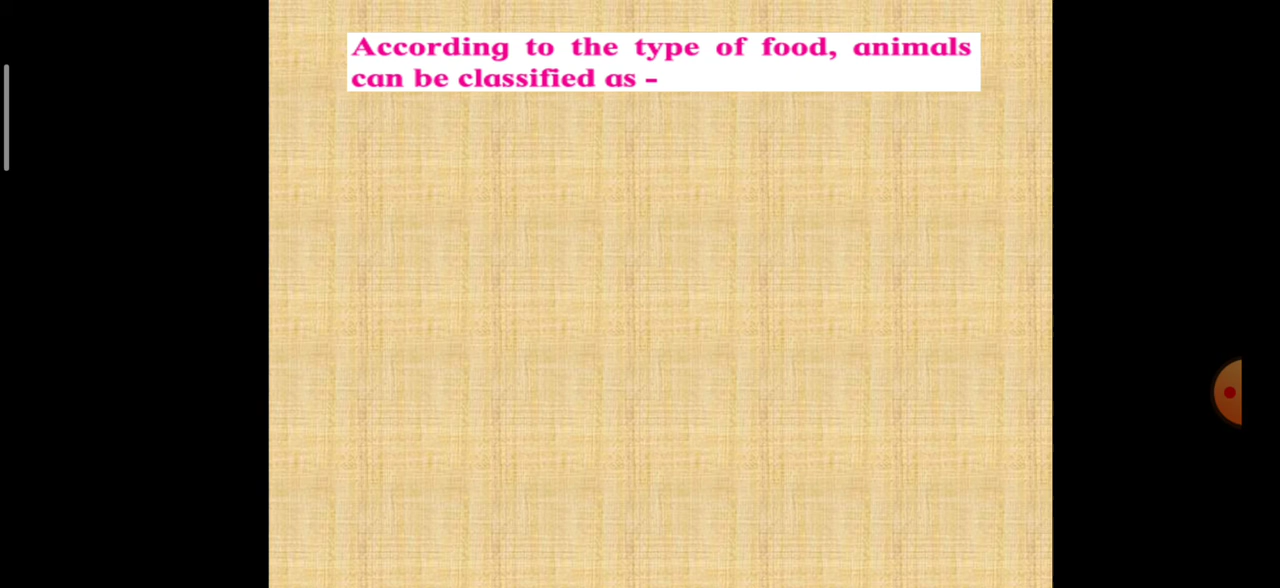 According to the type of food, animals
can be classified as -